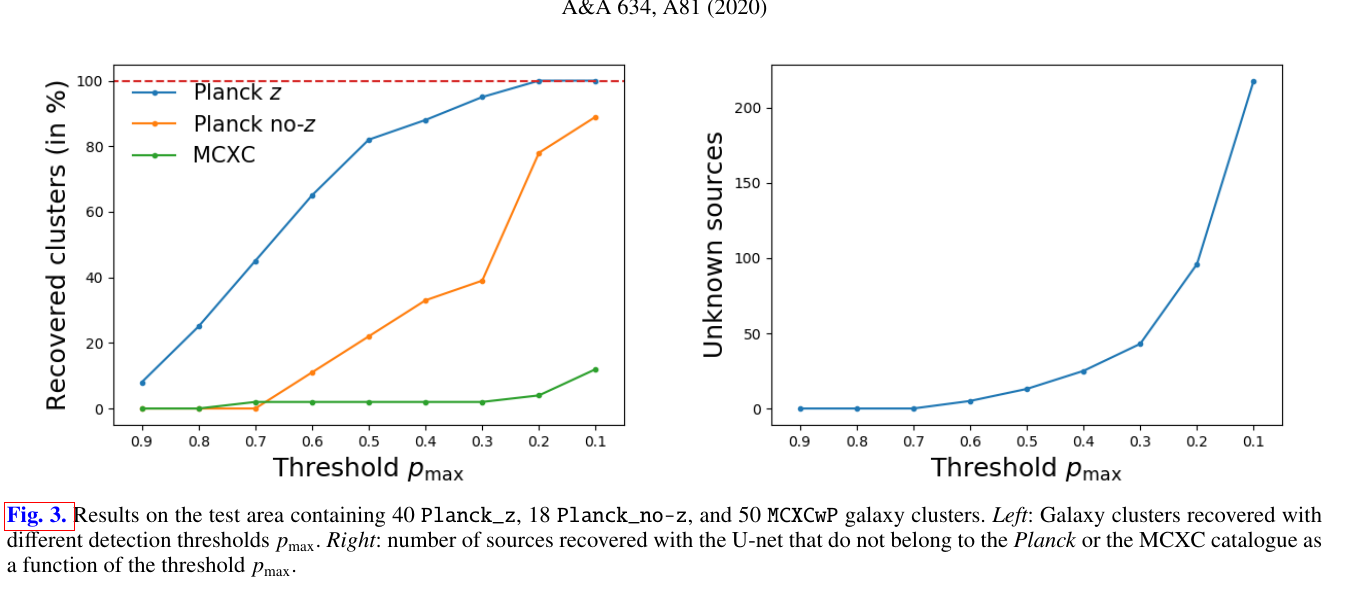 A&A 634, A81 (2020)
Recovered clusters (in %)
100
80
60
40
20
0
Planck z
Planck no-z
MCXC
0.9 0.8 0.7 0.6 0.5 0.4 0.3 0.2 0.1
Threshold pmax
Unknown sources
200
150
100
50
0
0.9 0.8 0.7 0.6 0.5 0.4 0.3 0.2 0.1
Threshold pmax
Fig. 3. Results on the test area containing 40 Planck_z, 18 Planck_no-z, and 50 MCXCwP galaxy clusters. Left: Galaxy clusters recovered with
different detection thresholds pmax. Right: number of sources recovered with the U-net that do not belong to the Planck or the MCXC catalogue as
a function of the threshold pmax.